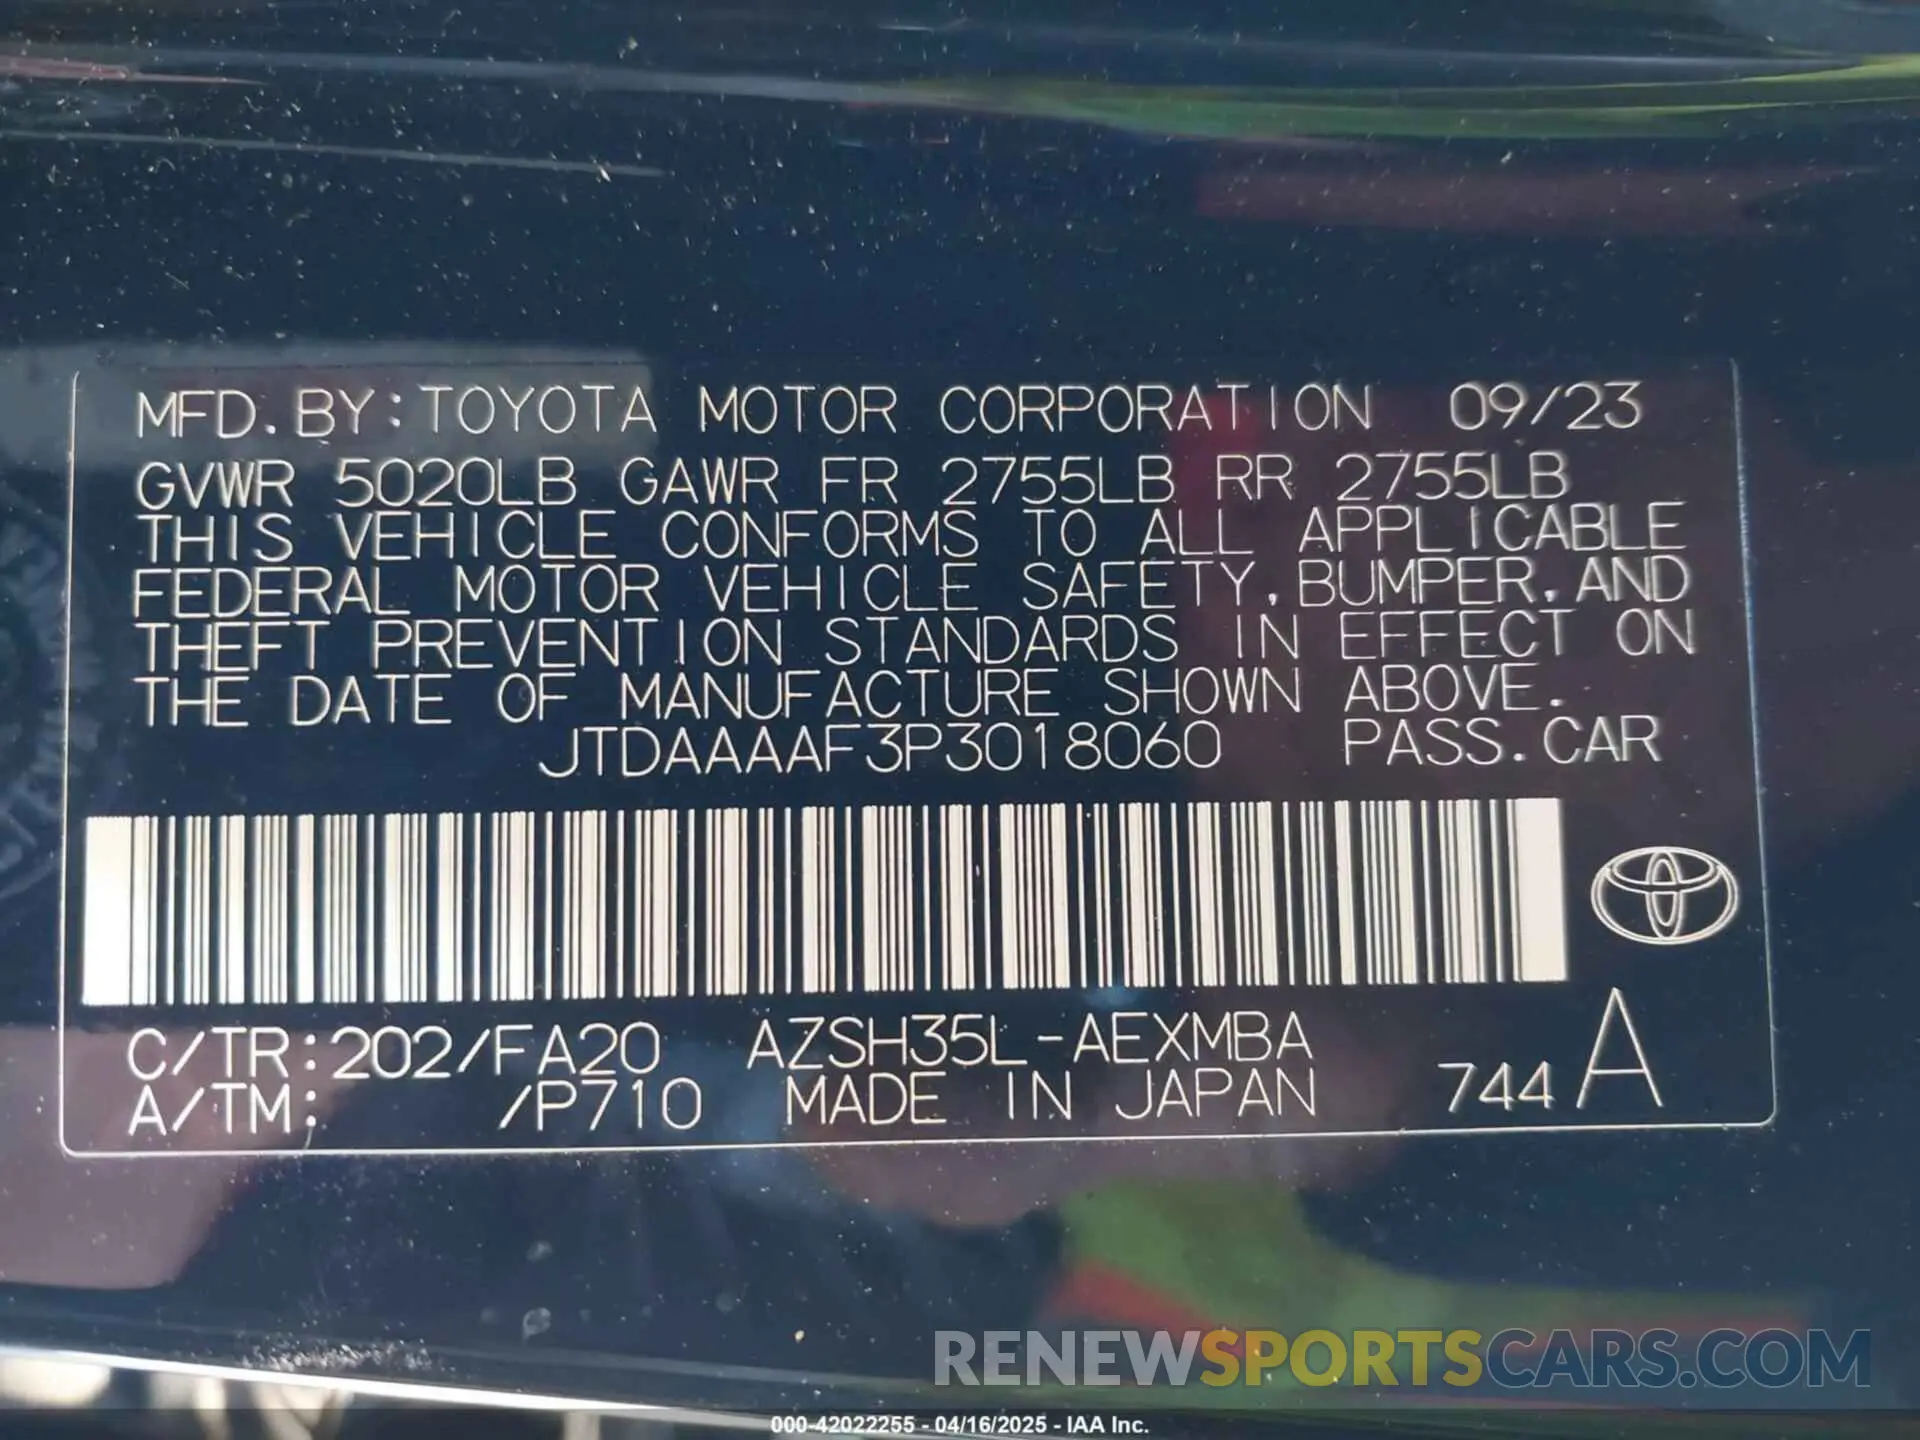 MFD. BY: TOYOTA MOTOR CORPORATION 09/23
GVWR 5020LB GAWR FR 2755LB RR 2755LB
THIS VEHICLE CONFORMS TO ALL APPLICABLE
FEDERAL MOTOR VEHICLE SAFETY, BUMPER, AND
THEFT PREVENTION STANDARDS IN EFFECT ON
THE DATE OF MANUFACTURE SHOWN ABOVE.
JTDAAAAF3P3018060 PASS. CAR
C/TR: 202/FA20 AZSH35L-AEXMBA
A/TM: /P710 MADE IN JAPAN 744 A
RENEWSPORTSCARS.COM
000-42022255 - 04/16/2025 - IAA Inc.